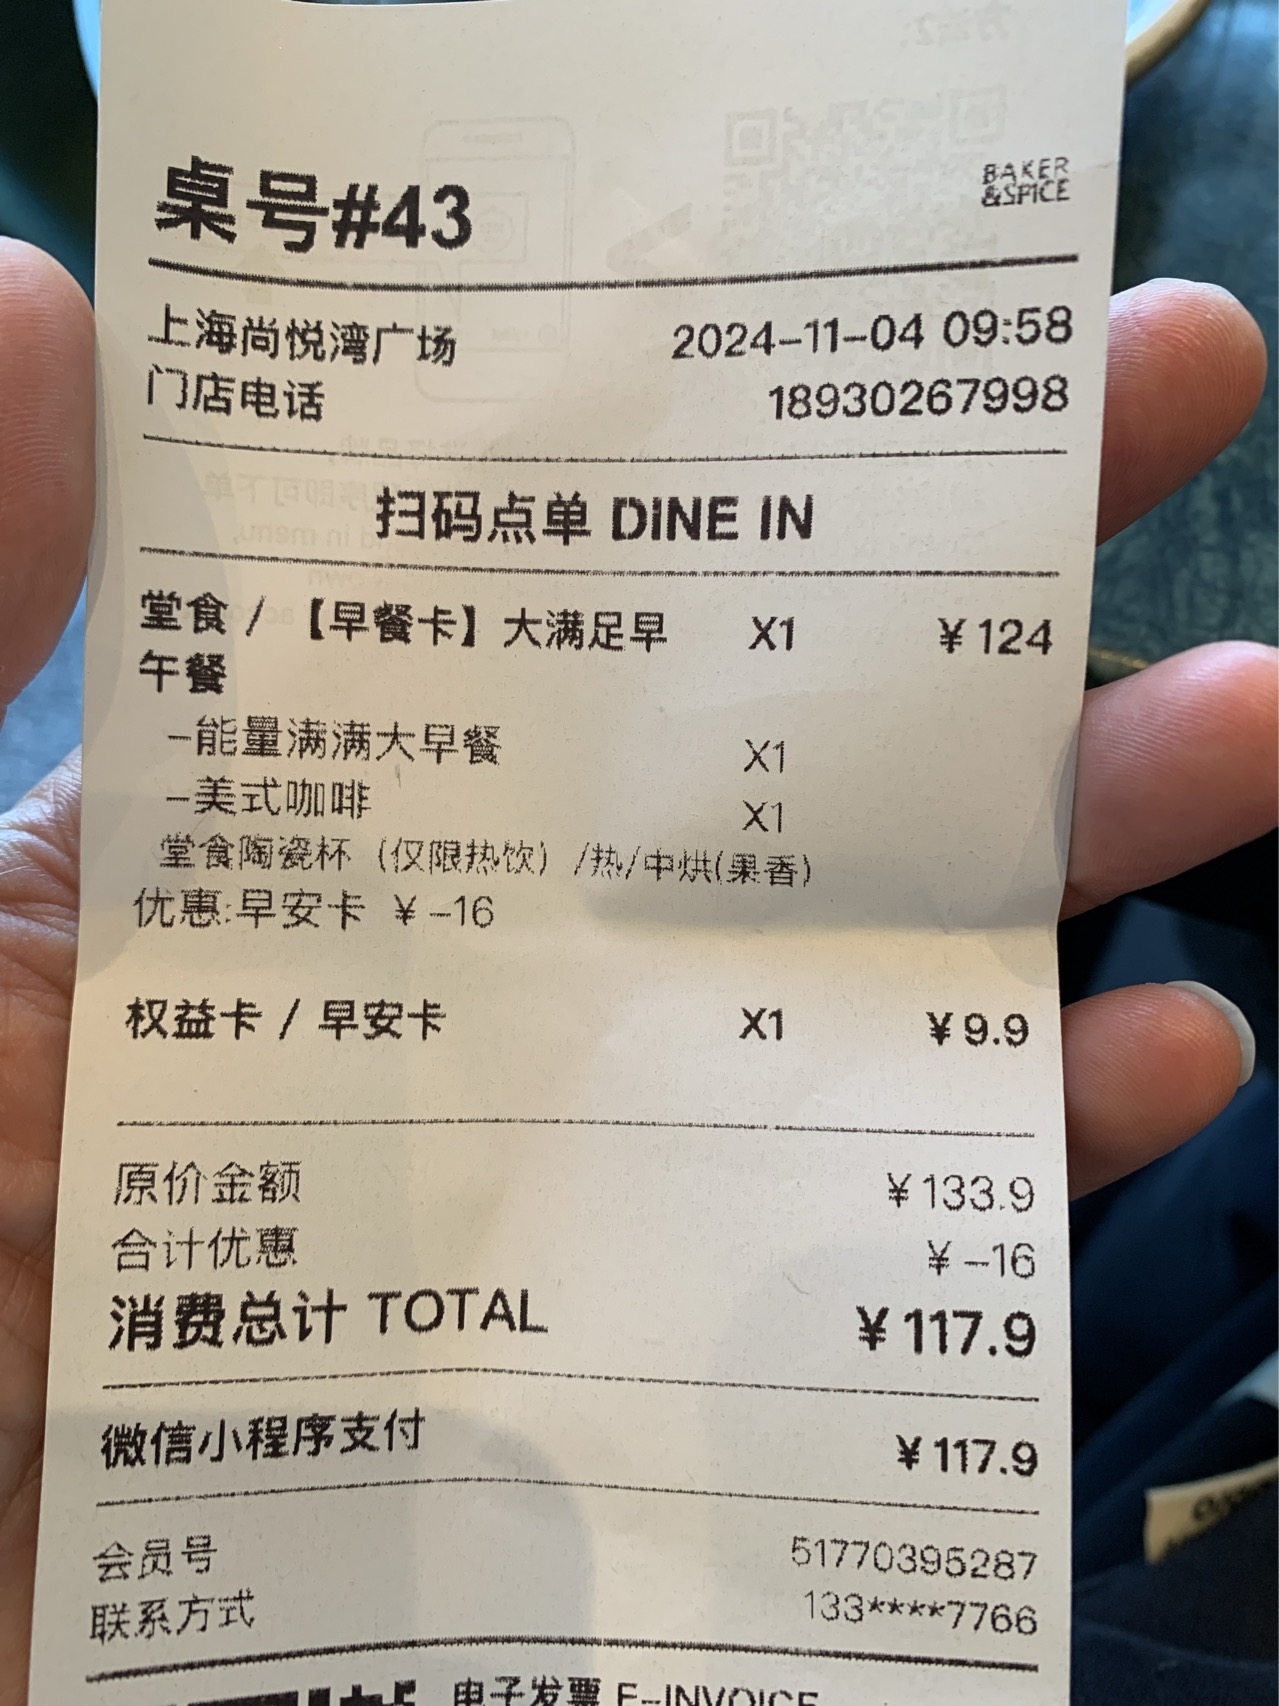 桌号#43
BAKER
&SPICE
上海尚悦湾广场 2024-11-04 09:58
门店电话 18930267998
扫码点单 DINE IN
堂食 / 【早餐卡】大满足早 X1 ¥124
午餐
-能量满满大早餐 X1
-美式咖啡 X1
堂食陶瓷杯（仅限热饮）/热/中烘(果香)
优惠:早安卡 ¥-16
权益卡 / 早安卡 X1 ¥9.9
原价金额 ¥133.9
合计优惠 ¥-16
消费总计 TOTAL ¥117.9
微信小程序支付 ¥117.9
会员号 51770395287
联系方式 133****7766
电子发票 E-INVOICE